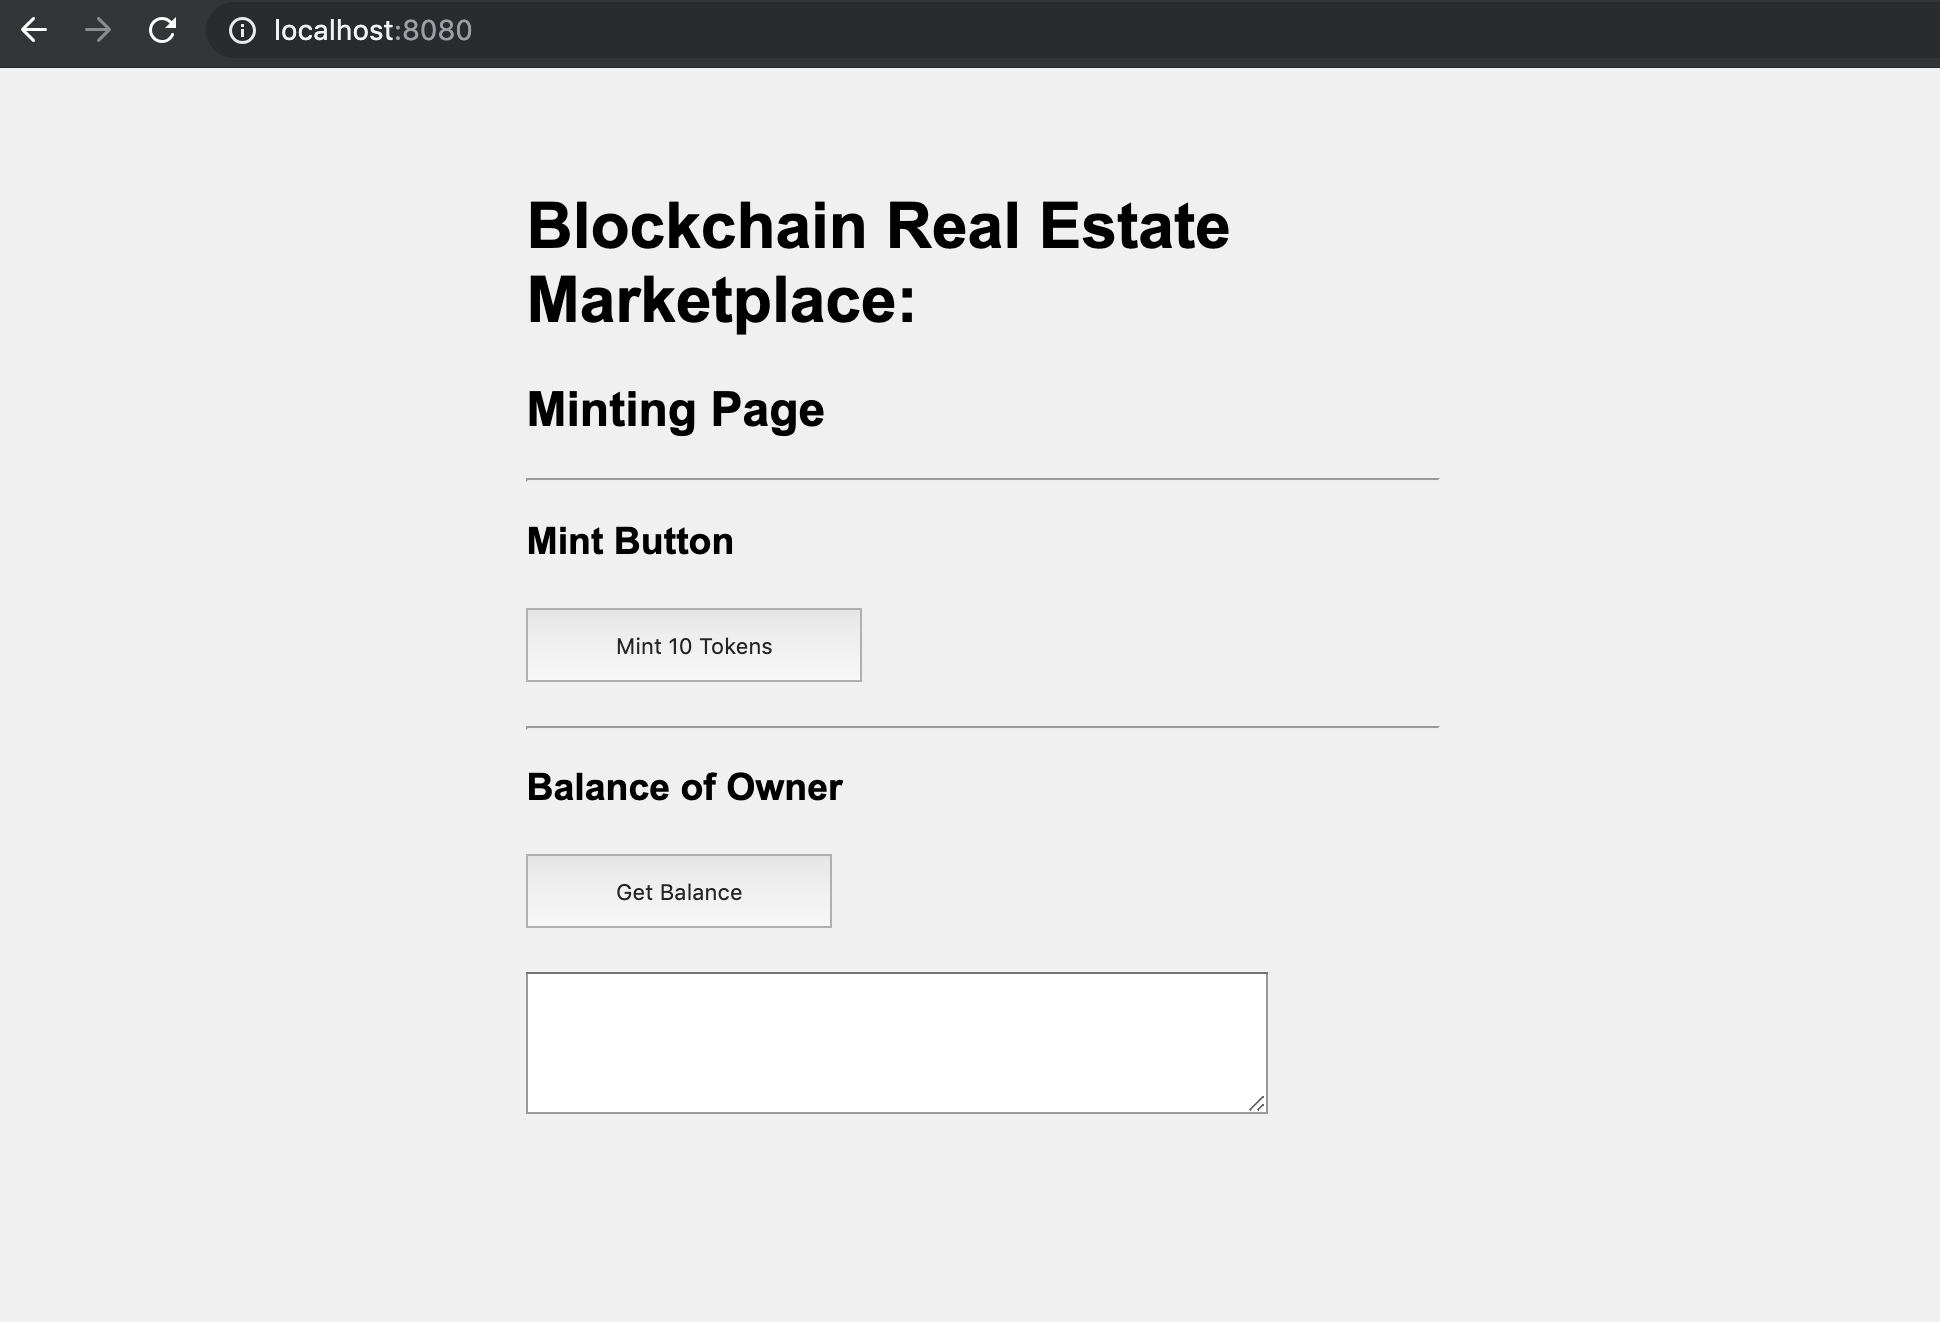 localhost:8080
Blockchain Real Estate
Marketplace:
Minting Page
Mint Button
Mint 10 Tokens
Balance of Owner
Get Balance